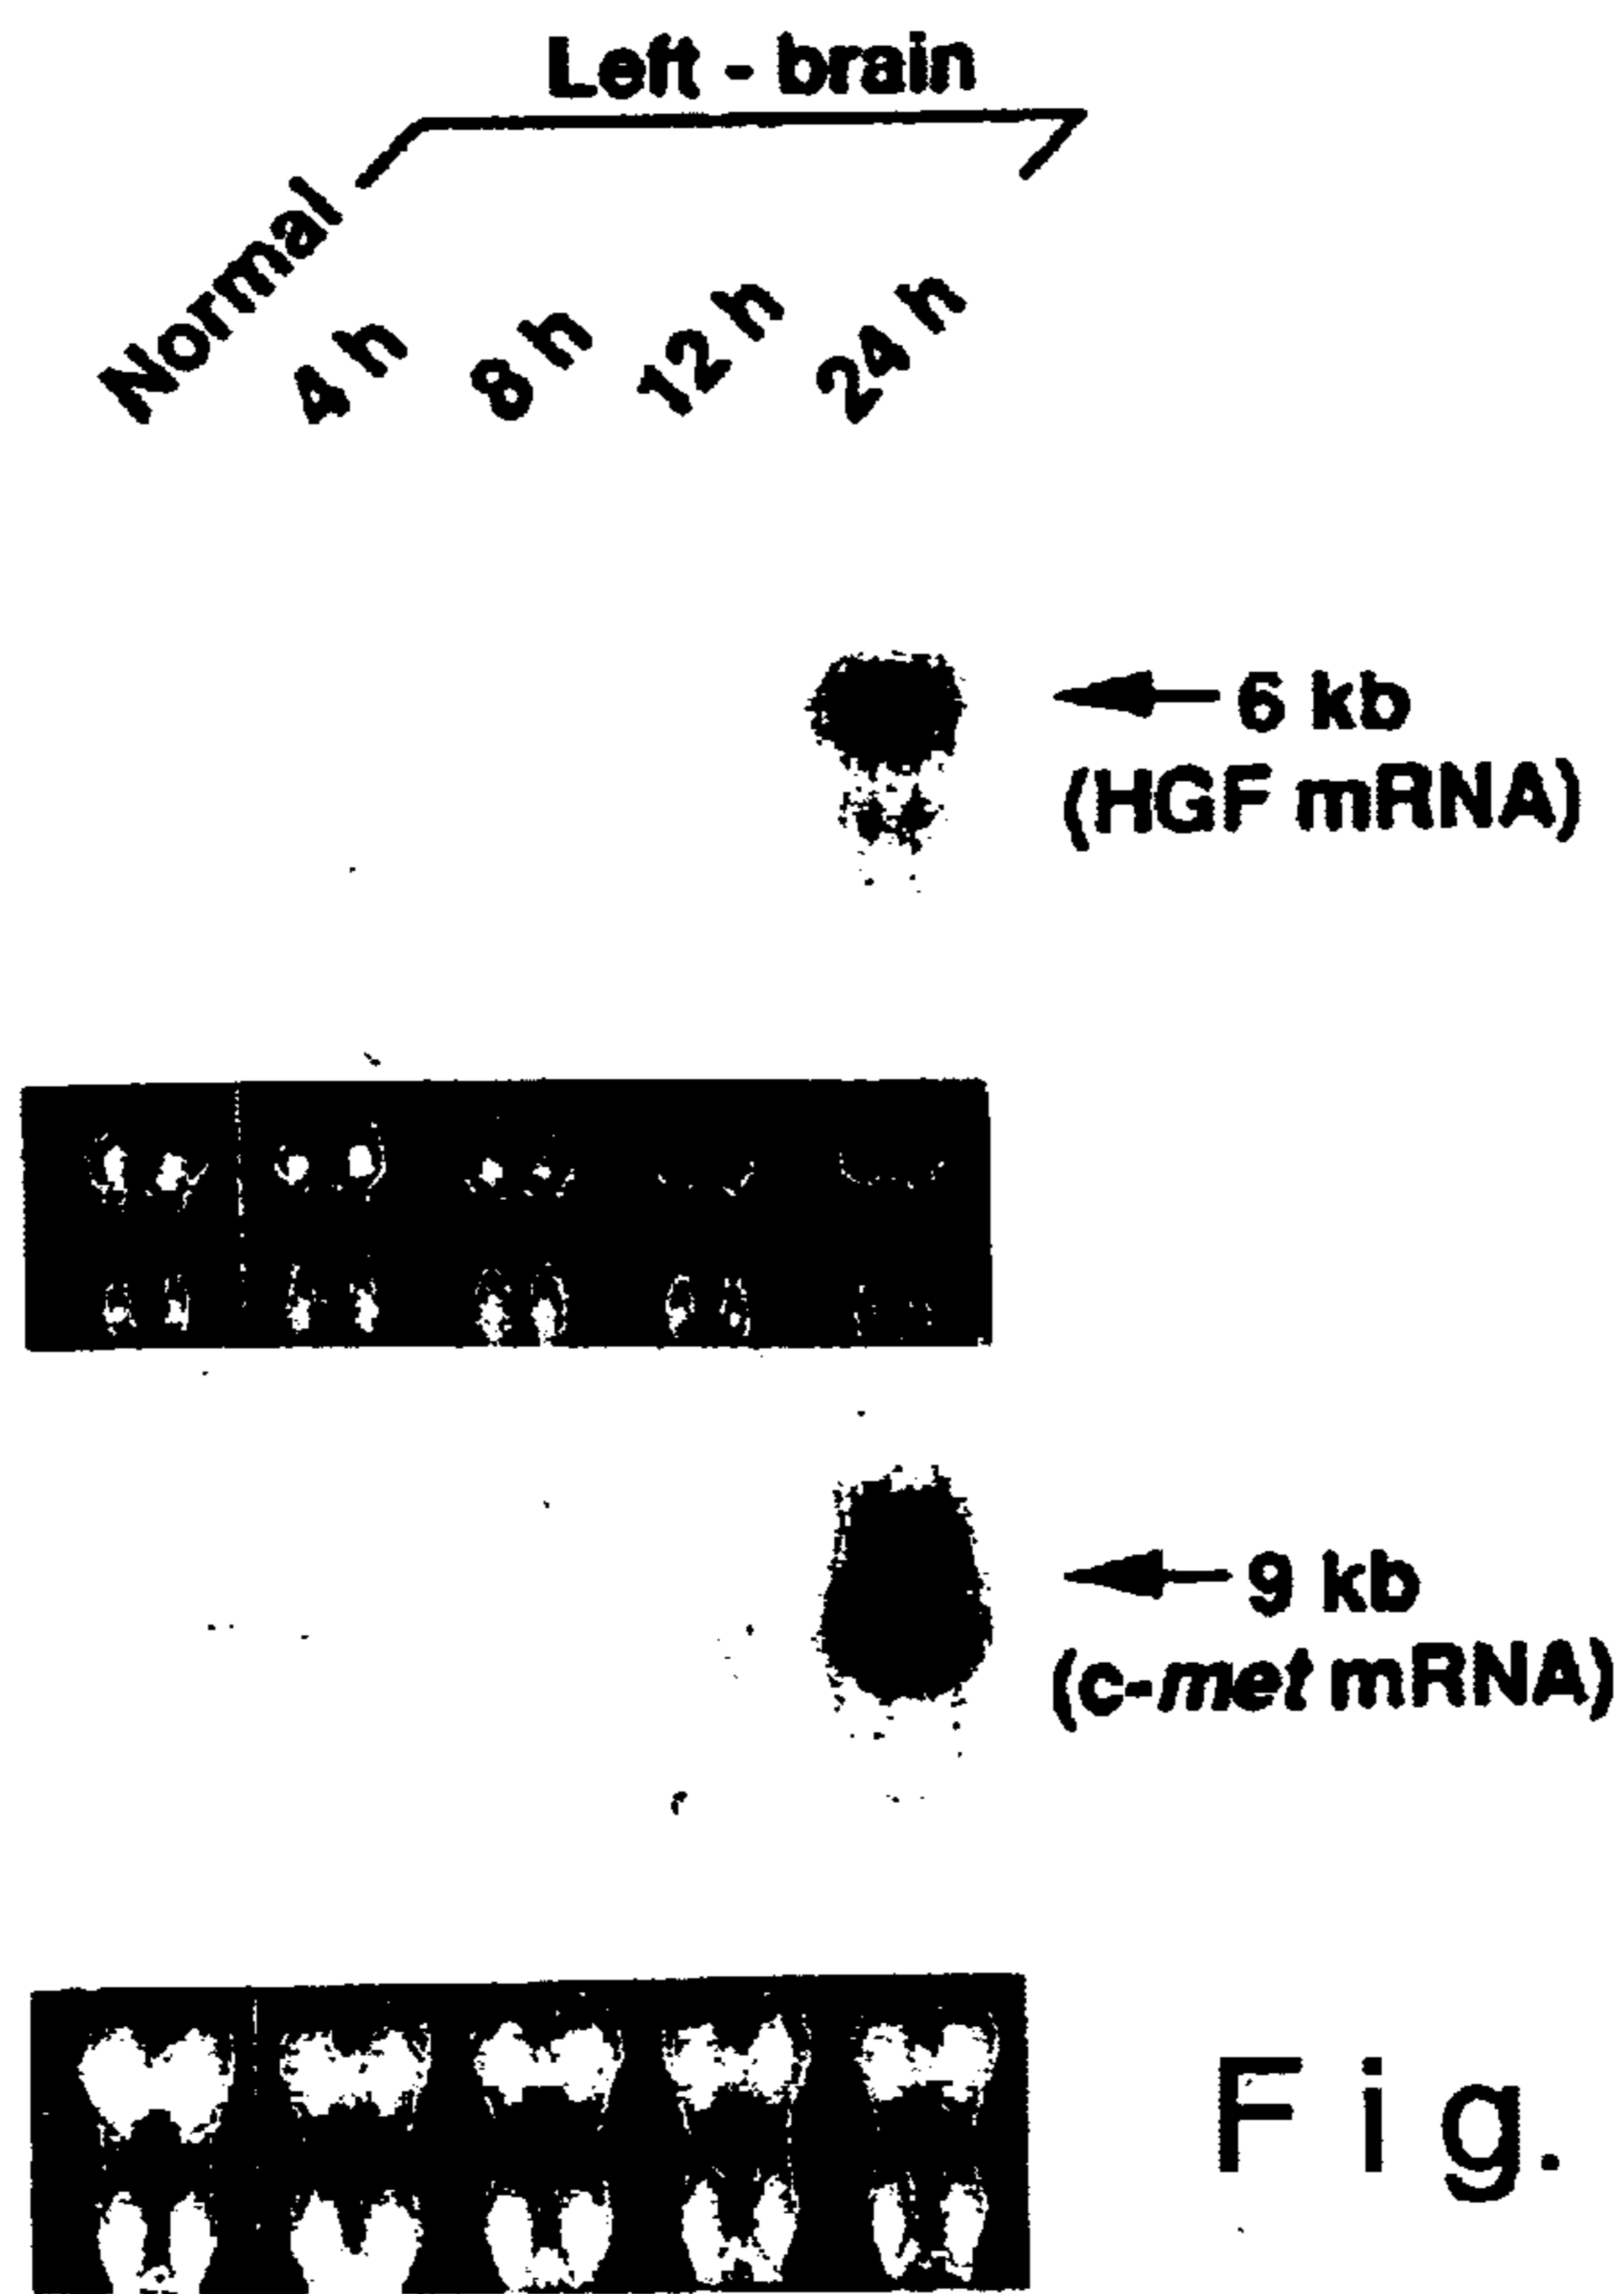 Left - brain
Normal
4 h
8 h
12 h
24 h
6 kb
(HGF mRNA)
9 kb
(c-met mRNA)
Fig.